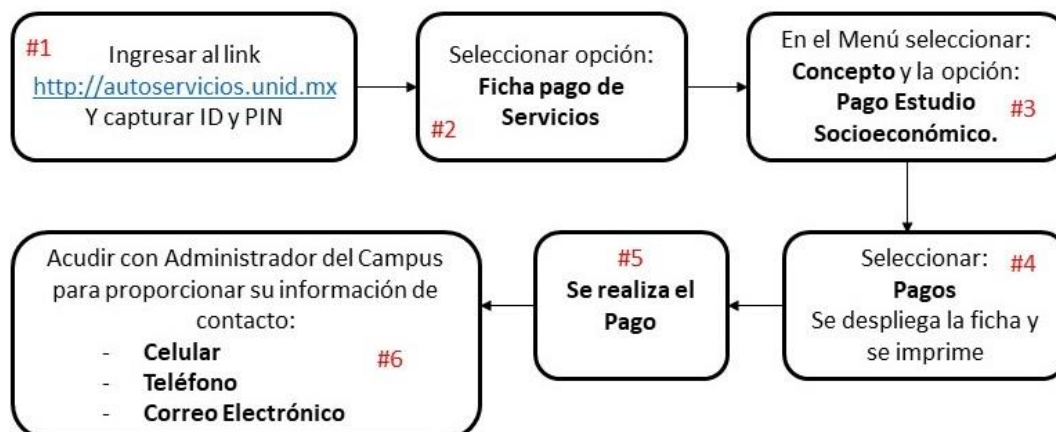 #1
Ingresar al link
http://autoservicios.unid.mx
Y capturar ID y PIN
Seleccionar opción:
Ficha pago de
Servicios
#2
En el Menú seleccionar:
Concepto y la opción:
Pago Estudio
Socioeconómico.
#3
Seleccionar:
#4
Pagos
Se despliega la ficha y
se imprime
#5
Se realiza el
Pago
Acudir con Administrador del Campus
para proporcionar su información de
contacto:
- Celular
- Teléfono
- Correo Electrónico
#6